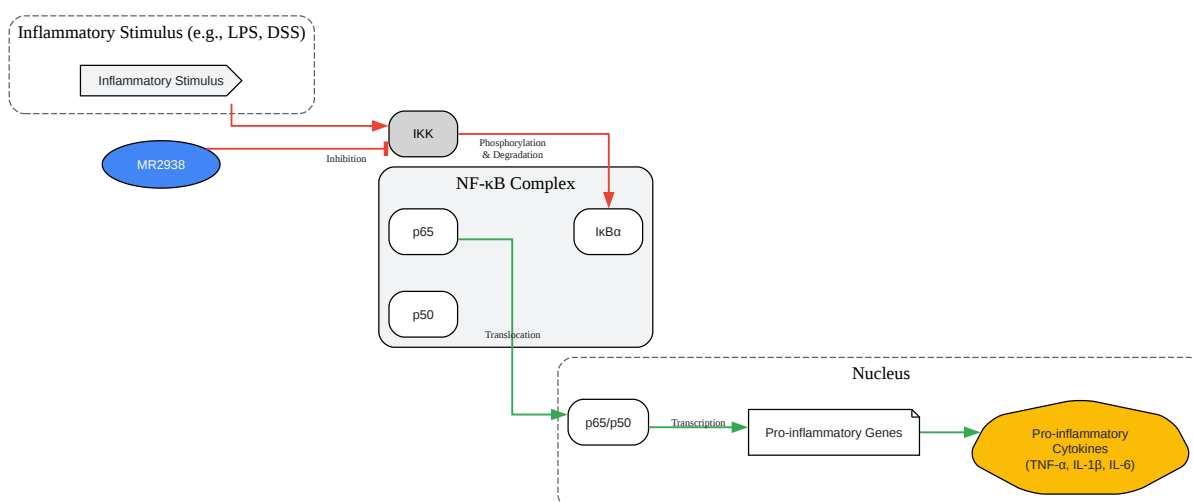 Inflammatory Stimulus (e.g., LPS, DSS)
Inflammatory Stimulus
IKK
MR2938
Inhibition
Phosphorylation
& Degradation
NF-κB Complex
p65
IκBα
p50
Translocation
Nucleus
p65/p50
Transcription
Pro-inflammatory Genes
Pro-inflammatory
Cytokines
(TNF-α, IL-1β, IL-6)